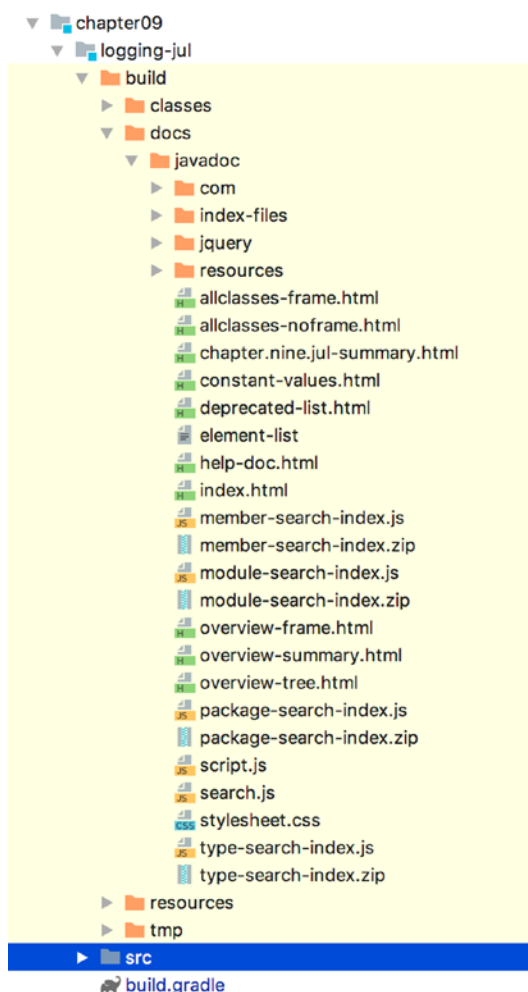 chapter09
logging-jul
build
classes
docs
javadoc
com
index-files
jquery
resources
allclasses-frame.html
allclasses-noframe.html
chapter.nine.jul-summary.html
constant-values.html
deprecated-list.html
element-list
help-doc.html
index.html
member-search-index.js
member-search-index.zip
module-search-index.js
module-search-index.zip
overview-frame.html
overview-summary.html
overview-tree.html
package-search-index.js
package-search-index.zip
script.js
search.js
stylesheet.css
type-search-index.js
type-search-index.zip
resources
tmp
src
build.gradle